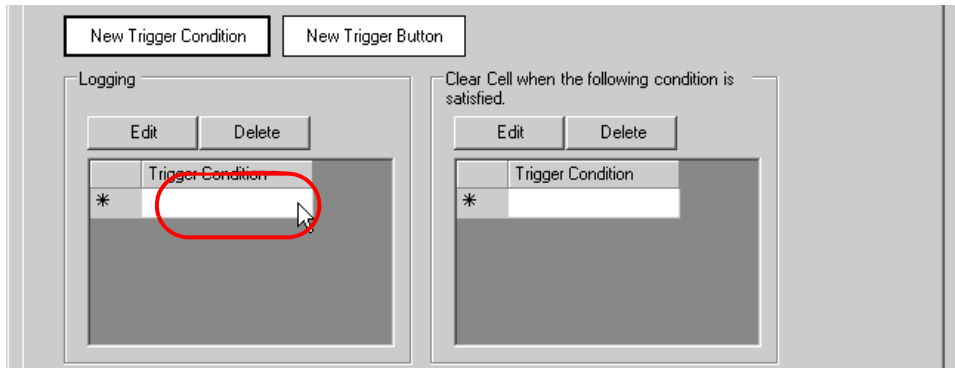 New Trigger Condition New Trigger Button
Logging
Edit Delete
Trigger Condition
*
Clear Cell when the following condition is
satisfied.
Edit Delete
Trigger Condition
*